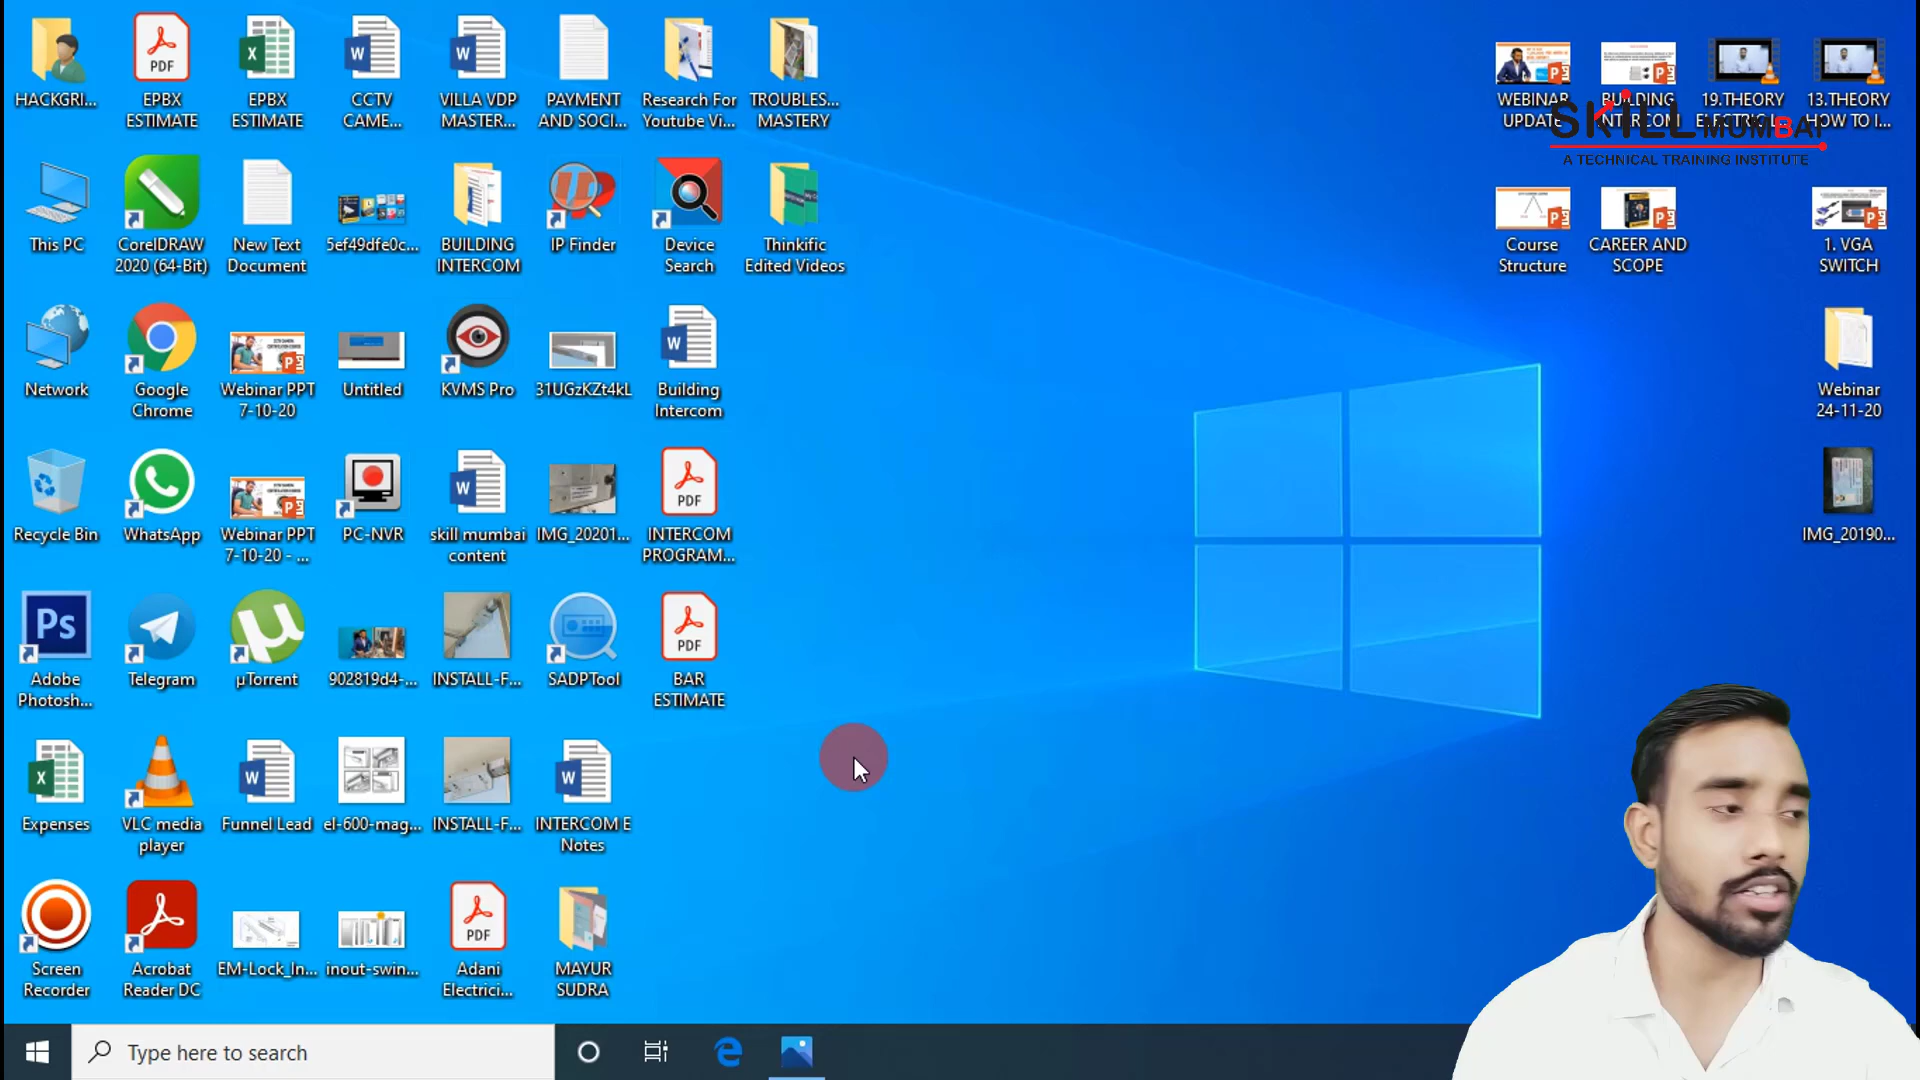 HACKGRI...
EPBX
ESTIMATE
EPBX
ESTIMATE
CCTV
CAME...
VILLA VDP
MASTER...
PAYMENT
AND SOCI...
Research For
Youtube Vi...
TROUBLES...
MASTERY
WEBINAR
UPDATE
BUILDING
INTERCOM
19.THEORY
ELECTRIC L...
13.THEORY
HOW TO I...
SKILL MUMBAI
A TECHNICAL TRAINING INSTITUTE
This PC
CorelDRAW
2020 (64-Bit)
New Text
Document
5ef49dfe0c...
BUILDING
INTERCOM
IP Finder
Device
Search
Thinkific
Edited Videos
Course
Structure
CAREER AND
SCOPE
1. VGA
SWITCH
Network
Google
Chrome
Webinar PPT
7-10-20
Untitled
KVMS Pro
31UGzKZt4kL
Building
Intercom
Webinar
24-11-20
Recycle Bin
WhatsApp
Webinar PPT
7-10-20 - ...
PC-NVR
skill mumbai
content
IMG_20201...
INTERCOM
PROGRAM...
IMG_20190...
Adobe
Photosh...
Telegram
µTorrent
902819d4-...
INSTALL-F...
SADPTool
BAR
ESTIMATE
Expenses
VLC media
player
Funnel Lead
el-600-mag...
INSTALL-F...
INTERCOM E
Notes
Screen
Recorder
Acrobat
Reader DC
EM-Lock_In...
inout-swin...
Adani
Electrici...
MAYUR
SUDRA
Type here to search